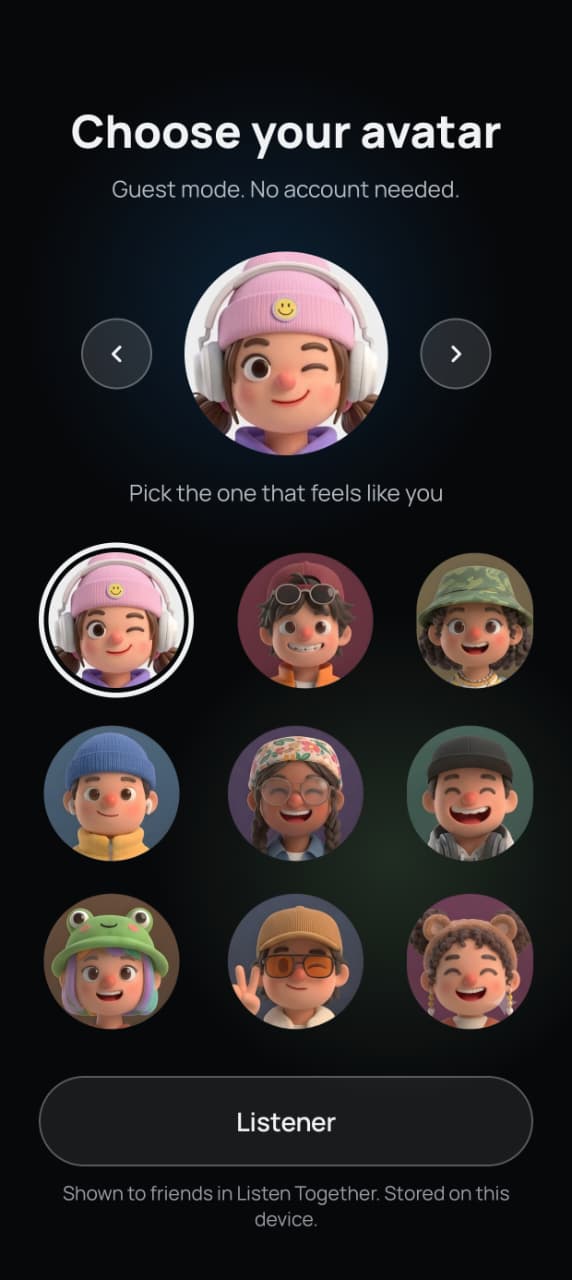 Choose your avatar
Guest mode. No account needed.
Pick the one that feels like you
Listener
Shown to friends in Listen Together. Stored on this
device.